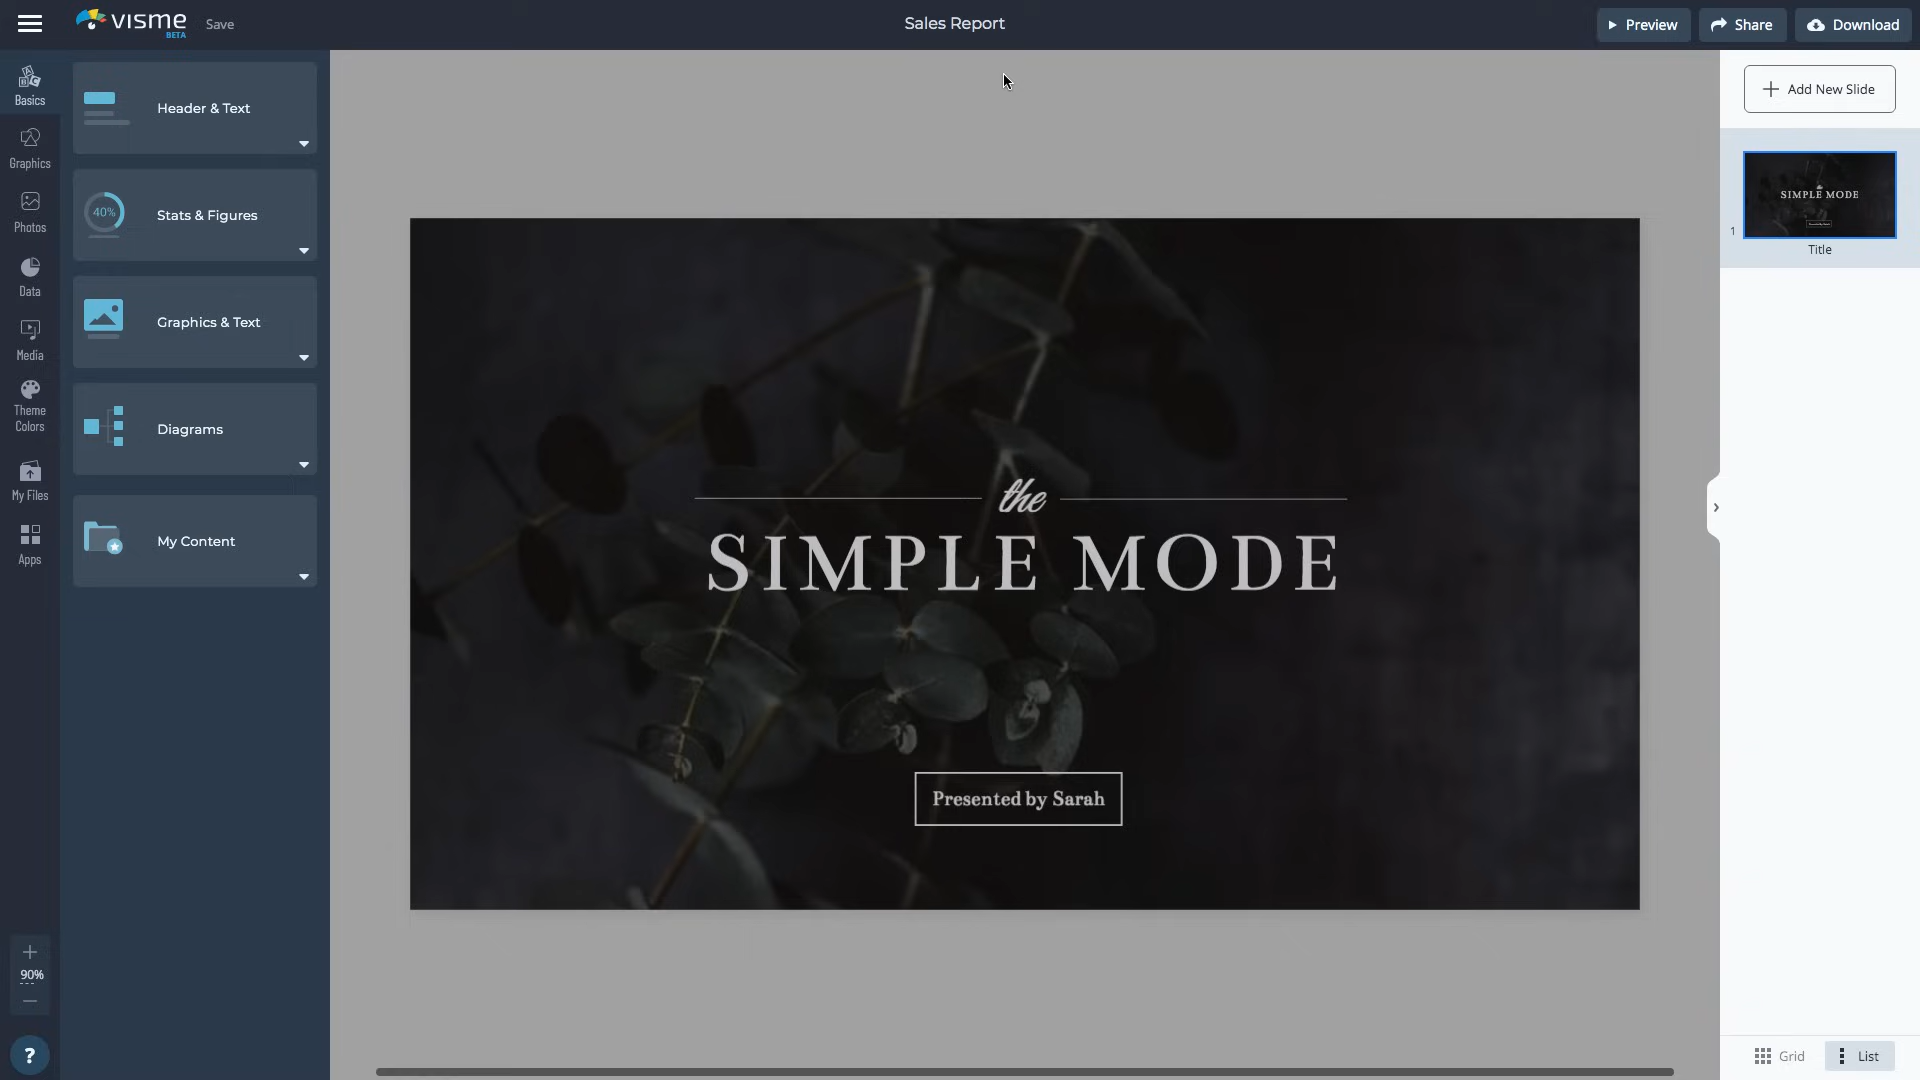 visme
BETA
Save
Sales Report
Preview
Share
Download
Basics
Graphics
Photos
Data
Media
Theme
Colors
My Files
Apps
90%
?
Header & Text
40%
Stats & Figures
Graphics & Text
Diagrams
My Content
the
SIMPLE MODE
Presented by Sarah
Add New Slide
SIMPLE MODE
1
Title
Grid
List